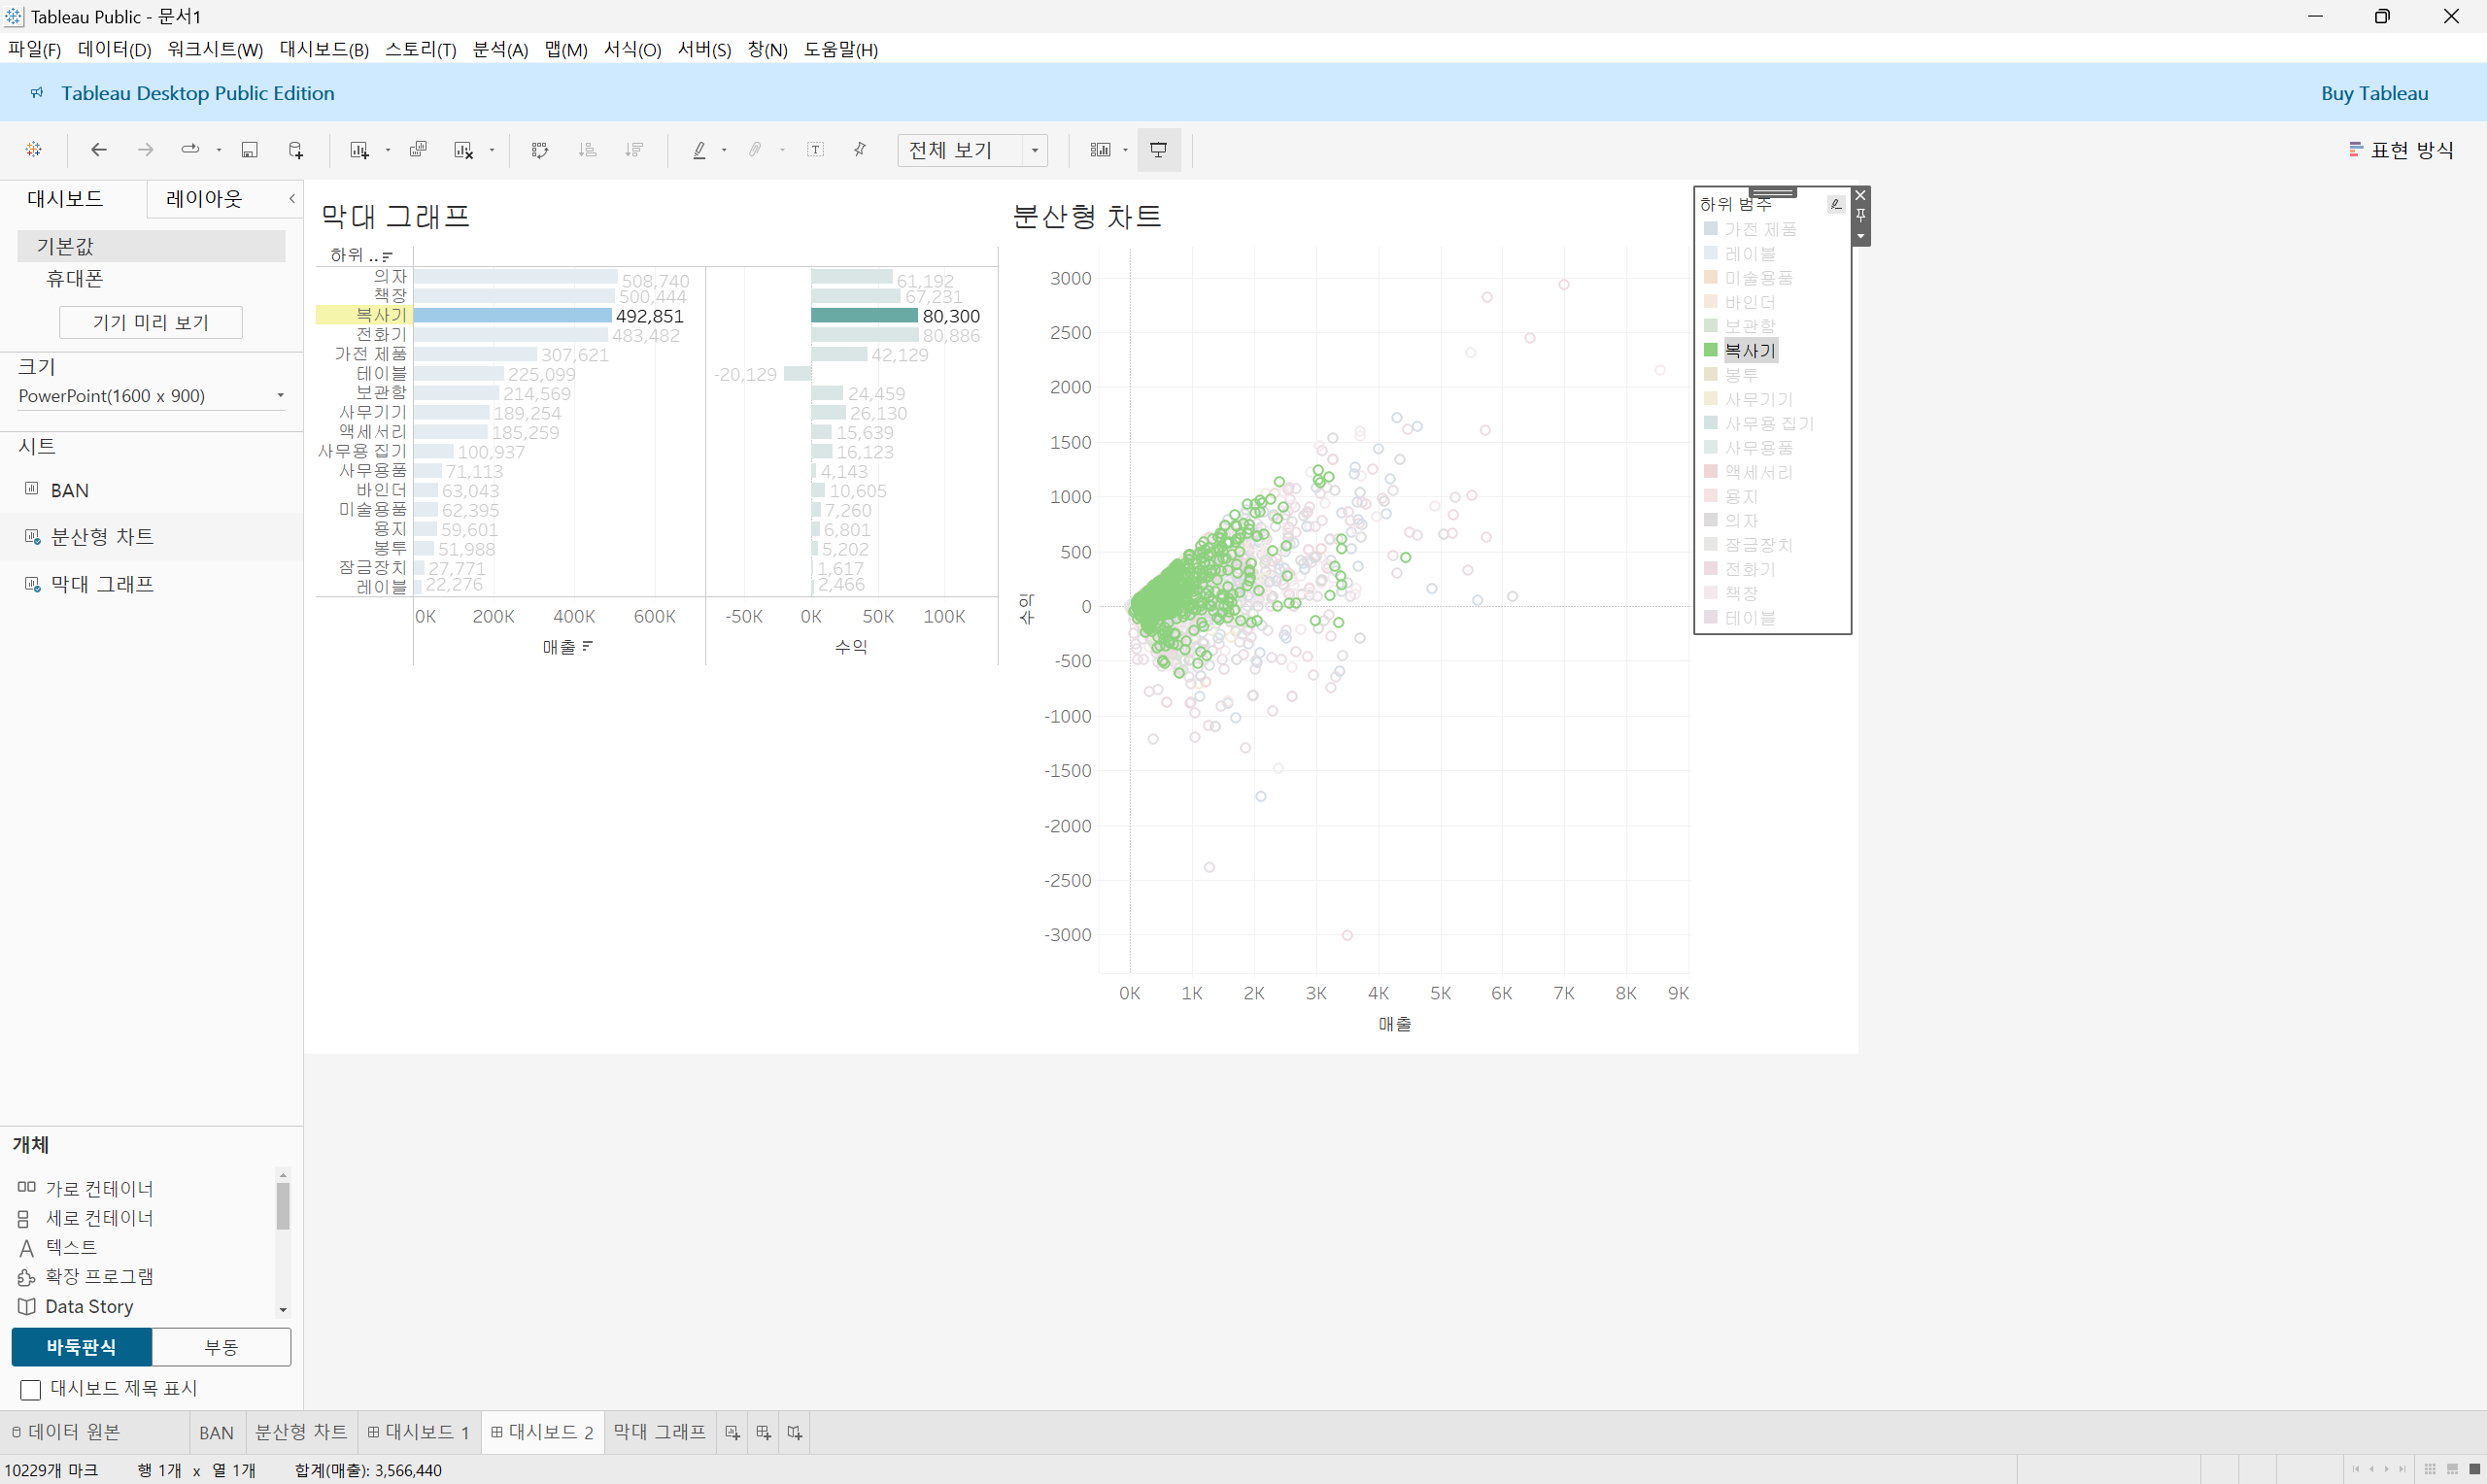 Tableau Public - 문서1
파일(F) 데이터(D) 워크시트(W) 대시보드(B) 스토리(T) 분석(A) 맵(M) 서식(O) 서버(S) 창(N) 도움말(H)
Tableau Desktop Public Edition
Buy Tableau
전체 보기
표현 방식
대시보드 레이아웃
기본값
휴대폰
기기 미리 보기
크기
PowerPoint(1600 x 900)
시트
BAN
분산형 차트
막대 그래프
개체
가로 컨테이너
세로 컨테이너
텍스트
확장 프로그램
Data Story
바둑판식 부동
대시보드 제목 표시
막대 그래프
하위 ..
의자 508,740 61,192
책장 500,444 67,231
복사기 492,851 80,300
전화기 483,482 80,886
가전 제품 307,621 42,129
테이블 225,099 -20,129
보관함 214,569 24,459
사무기기 189,254 26,130
액세서리 185,259 15,639
사무용 집기 100,937 16,123
사무용품 71,113 4,143
바인더 63,043 10,605
미술용품 62,395 7,260
용지 59,601 6,801
봉투 51,988 5,202
잠금장치 27,771 1,617
레이블 22,276 2,466
0K 200K 400K 600K -50K 0K 50K 100K
매출 수익
분산형 차트
3000
2500
2000
1500
1000
500
0
-500
-1000
-1500
-2000
-2500
-3000
수익
0K 1K 2K 3K 4K 5K 6K 7K 8K 9K
매출
하위 범주
가전 제품
레이블
미술용품
바인더
보관함
복사기
봉투
사무기기
사무용 집기
사무용품
액세서리
용지
의자
잠금장치
전화기
책장
테이블
데이터 원본 BAN 분산형 차트 대시보드 1 대시보드 2 막대 그래프
10229개 마크 행 1개 x 열 1개 합계(매출): 3,566,440